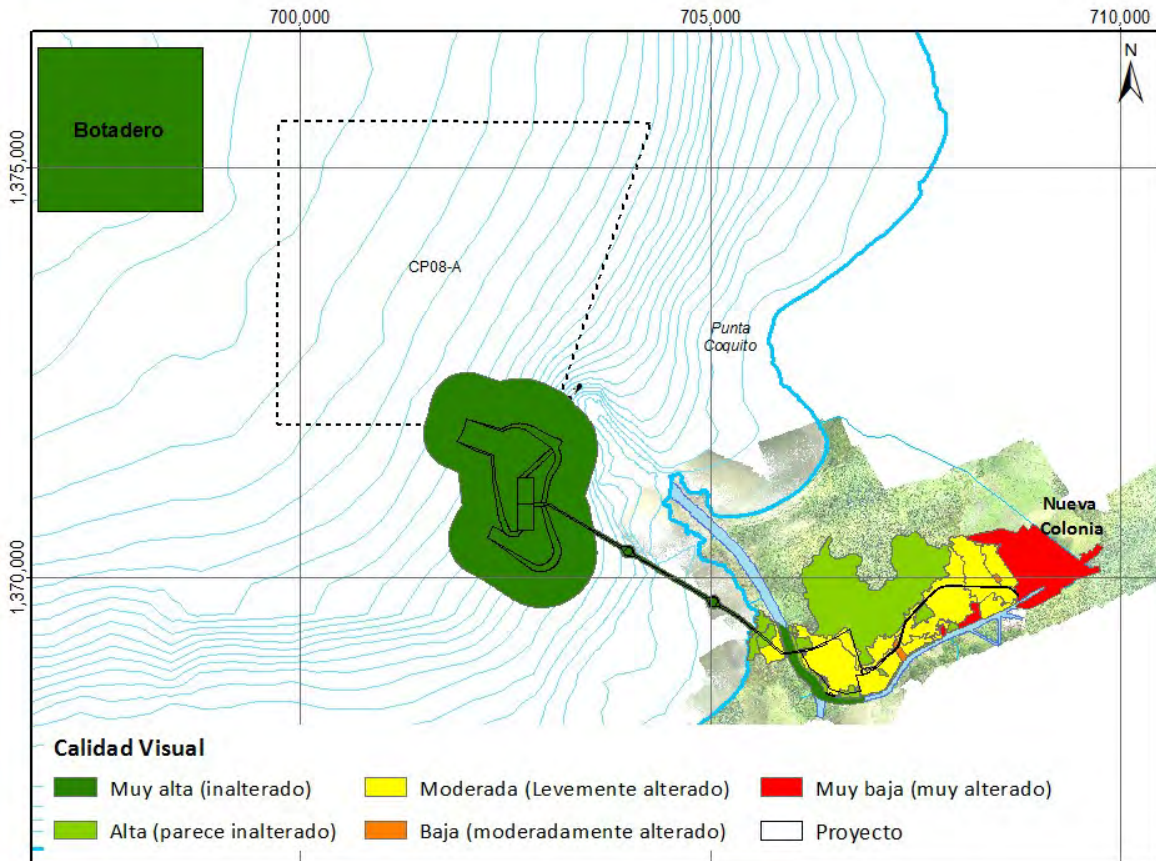 700,000
705,000
710,000
N
Botadero
1,375,000
CP08-A
Punta
Coquito
Nueva
Colonia
1,370,000
Calidad Visual
Muy alta (inalterado)
Moderada (Levemente alterado)
Muy baja (muy alterado)
Alta (parece inalterado)
Baja (moderadamente alterado)
Proyecto